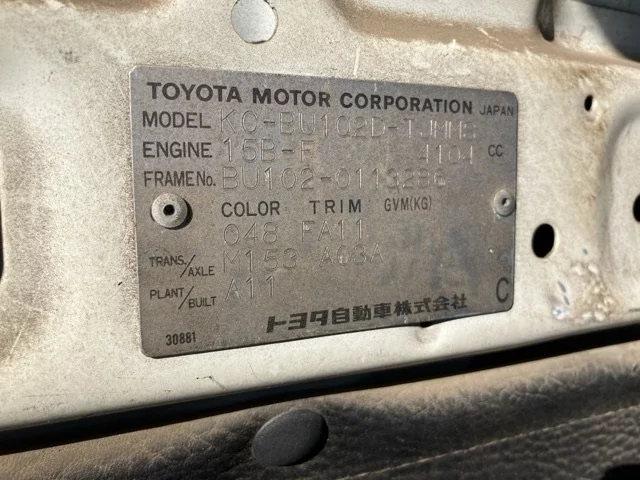 TOYOTA MOTOR CORPORATION JAPAN
MODEL KC-BU102D-TJMMS
ENGINE 15B-F 4104 CC
FRAME No. BU102-0113286
COLOR TRIM GVM(KG)
048 FA11
TRANS./AXLE M153 A03A
PLANT/BUILT A11
C
トヨタ自動車株式会社
30881